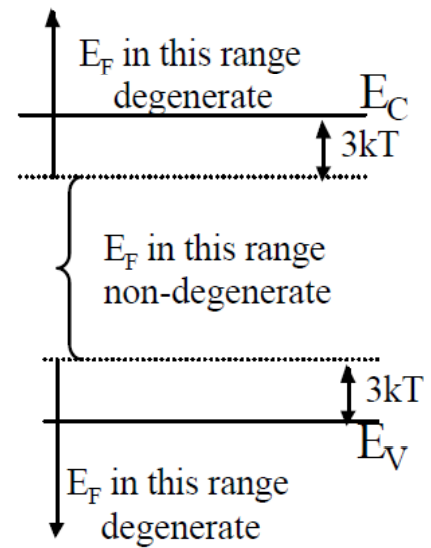 E_F in this range
degenerate
E_C
3kT
E_F in this range
non-degenerate
3kT
E_V
E_F in this range
degenerate